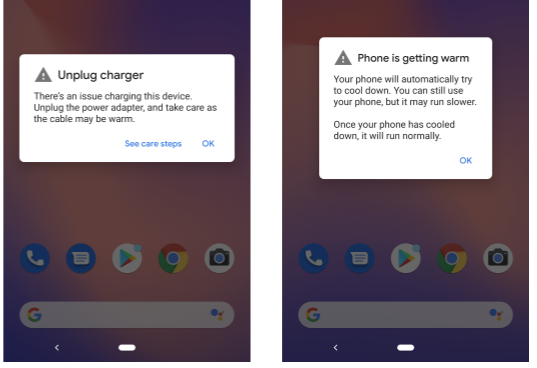 Unplug charger
There's an issue charging this device.
Unplug the power adapter, and take care as
the cable may be warm.
See care steps OK
Phone is getting warm
Your phone will automatically try
to cool down. You can still use
your phone, but it may run slower.
Once your phone has cooled
down, it will run normally.
OK